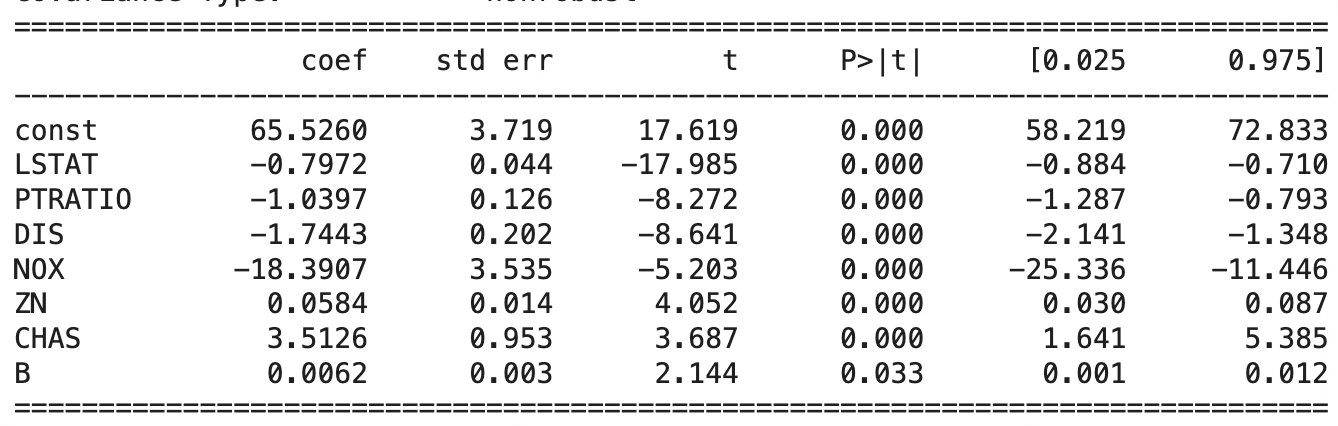 Covariance Type: nonrobust
==============================================================================
coef std err t P>|t| [0.025 0.975]
------------------------------------------------------------------------------
const 65.5260 3.719 17.619 0.000 58.219 72.833
LSTAT -0.7972 0.044 -17.985 0.000 -0.884 -0.710
PTRATIO -1.0397 0.126 -8.272 0.000 -1.287 -0.793
DIS -1.7443 0.202 -8.641 0.000 -2.141 -1.348
NOX -18.3907 3.535 -5.203 0.000 -25.336 -11.446
ZN 0.0584 0.014 4.052 0.000 0.030 0.087
CHAS 3.5126 0.953 3.687 0.000 1.641 5.385
B 0.0062 0.003 2.144 0.033 0.001 0.012
==============================================================================